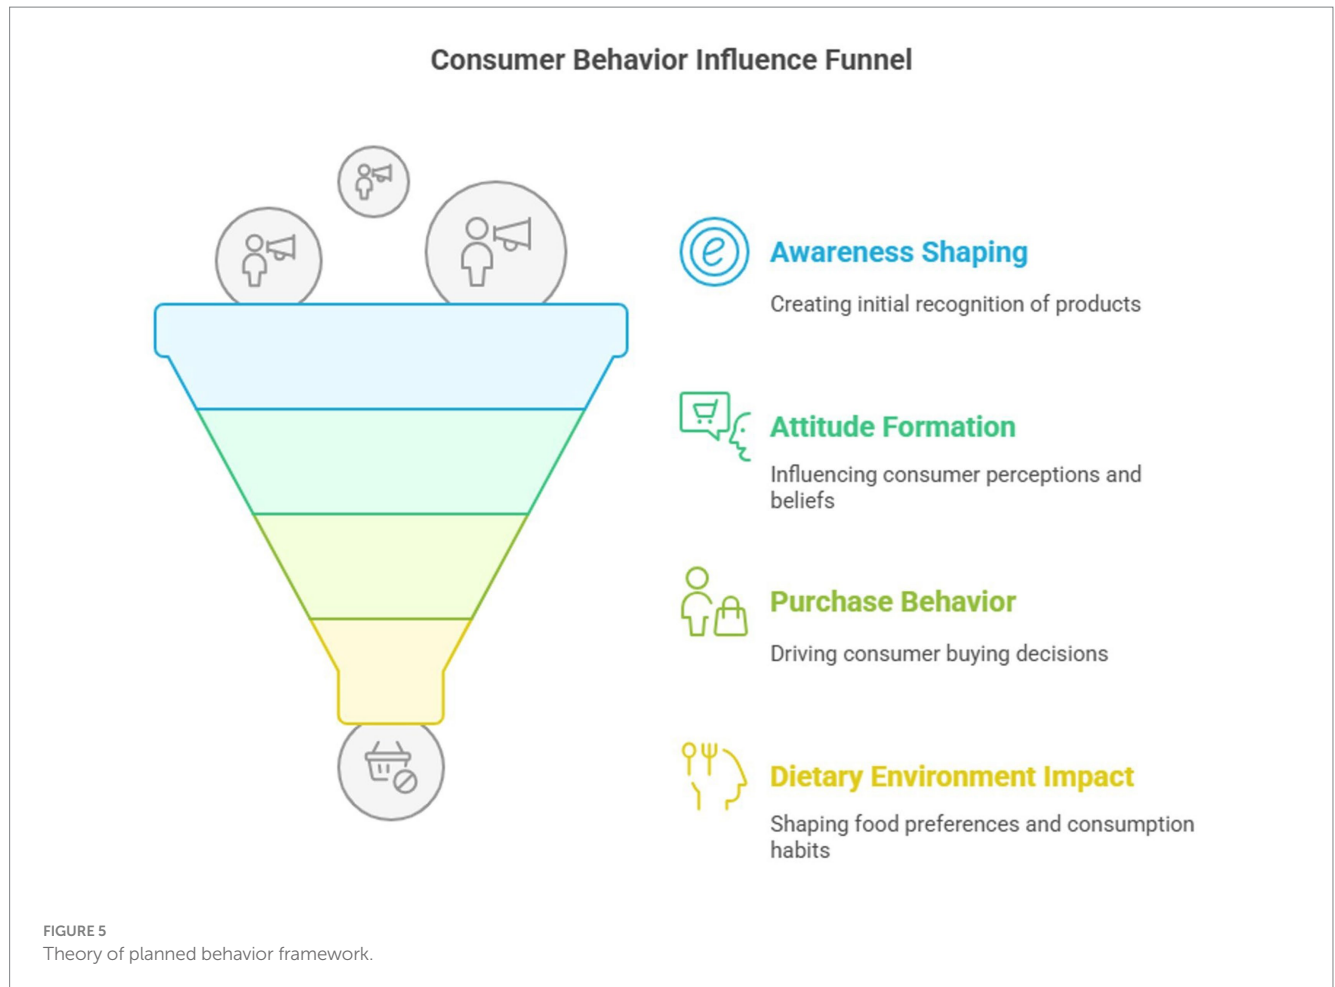 Consumer Behavior Influence Funnel
Awareness Shaping
Creating initial recognition of products
Attitude Formation
Influencing consumer perceptions and
beliefs
Purchase Behavior
Driving consumer buying decisions
Dietary Environment Impact
Shaping food preferences and consumption
habits
FIGURE 5
Theory of planned behavior framework.